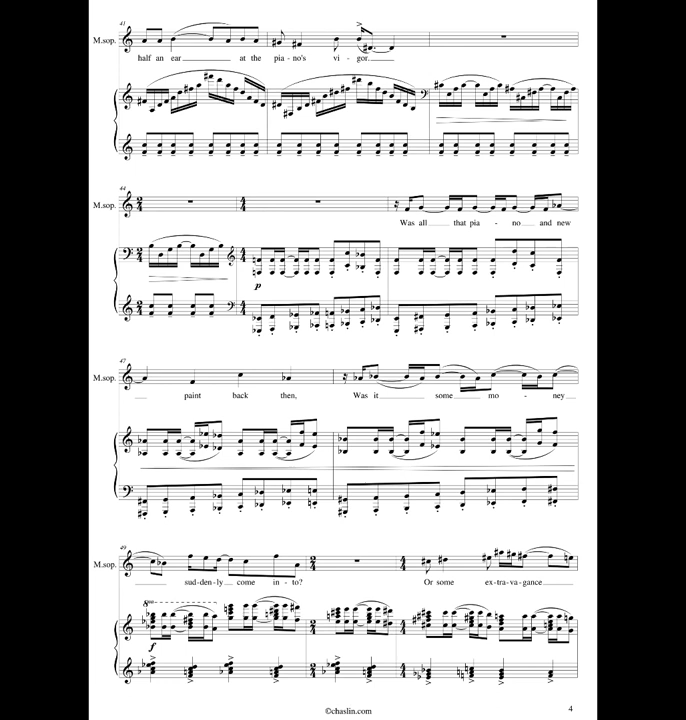 41
M.sop.
half an ear at the pia - no's vi - gor.
44
M.sop.
Was all that pia - no and new
p
47
M.sop.
paint back then, Was it some mo - ney
49
M.sop.
sud-den-ly come in-to? Or some ex-tra-va-gance
8va
f
©chaslin.com
4